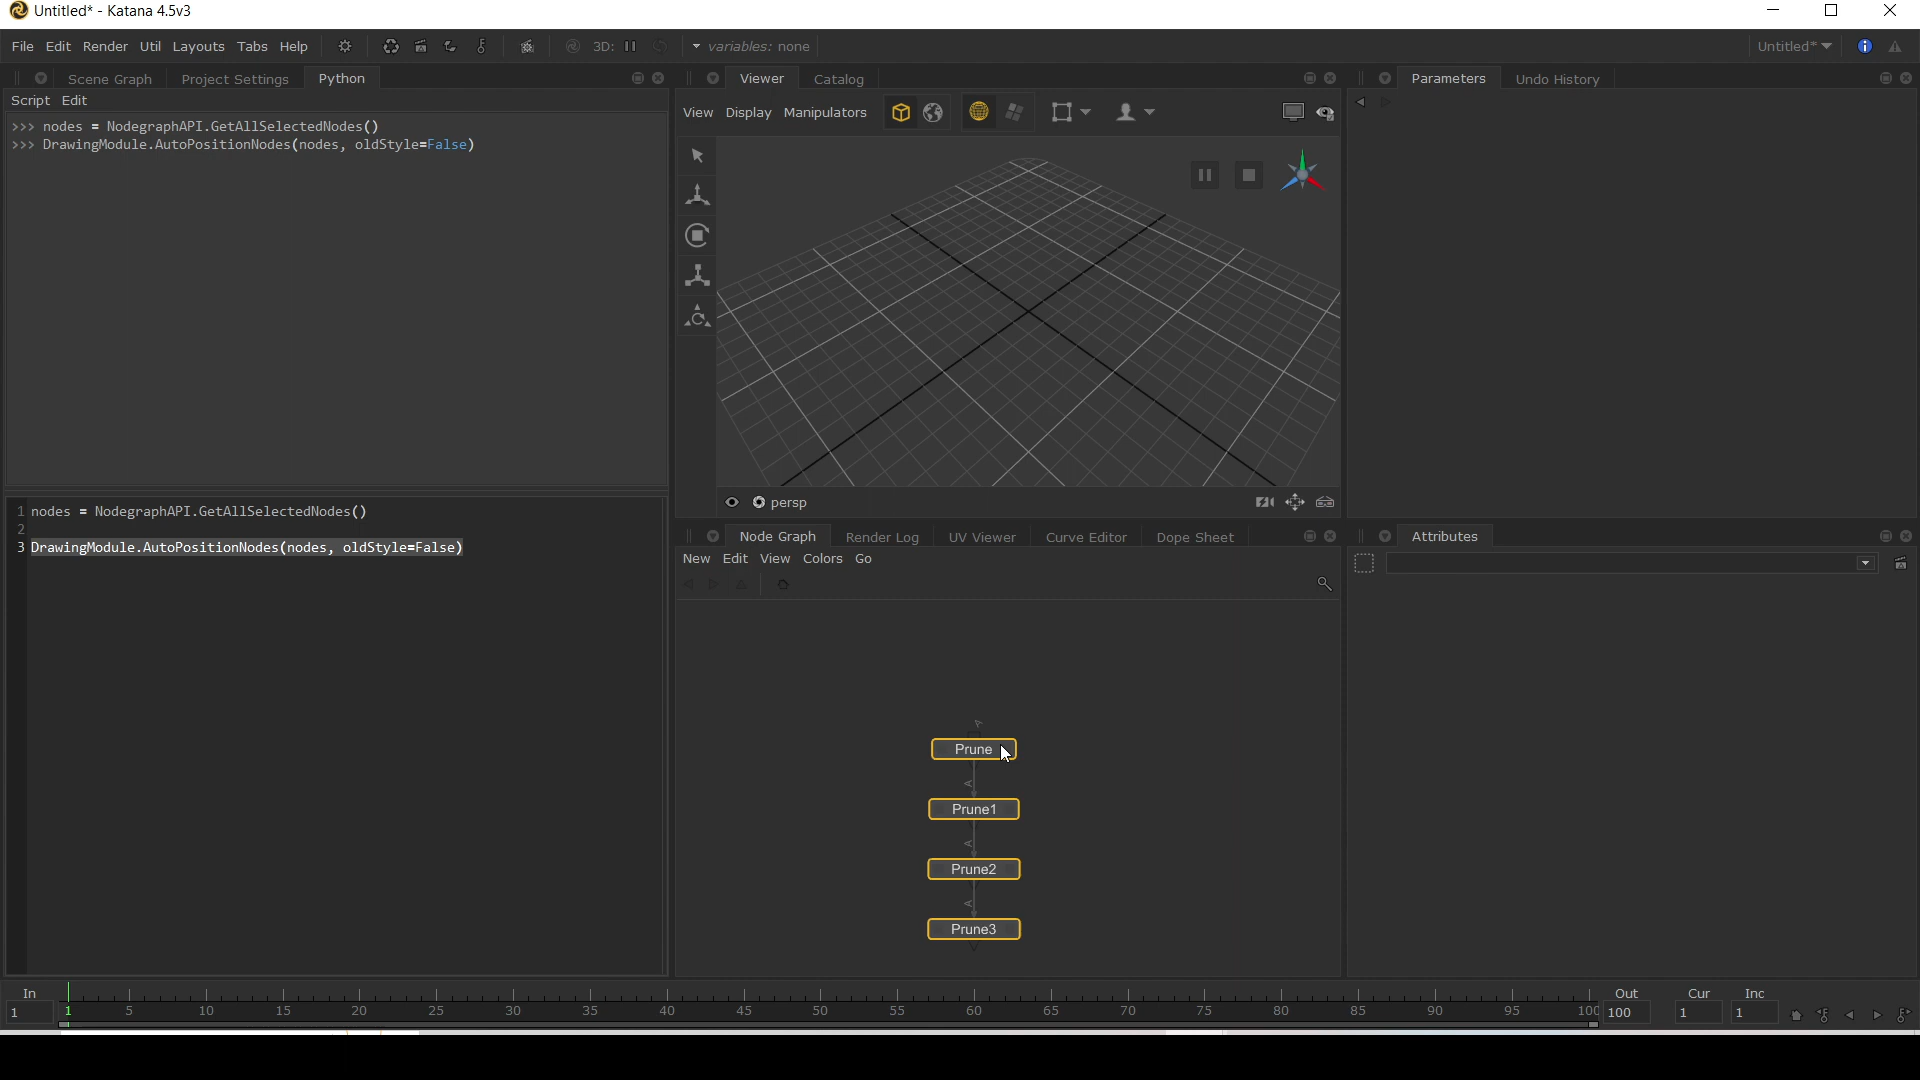 Untitled* - Katana 4.5v3
File Edit Render Util Layouts Tabs Help 3: variables: none Untitled*
Scene Graph Project Settings Python
Script Edit
>>> nodes = NodegraphAPI.GetAllSelectedNodes()
>>> DrawingModule.AutoPositionNodes(nodes, oldStyle=False)
1 nodes = NodegraphAPI.GetAllSelectedNodes()
2
3 DrawingModule.AutoPositionNodes(nodes, oldStyle=False)
Viewer Catalog
View Display Manipulators
persp
Node Graph Render Log UV Viewer Curve Editor Dope Sheet
New Edit View Colors Go
A
Prune
A
Prune1
A
Prune2
A
Prune3
Parameters Undo History
Attributes
In Out Cur Inc
1 1 5 10 15 20 25 30 35 40 45 50 55 60 65 70 75 80 85 90 95 100 100 1 1